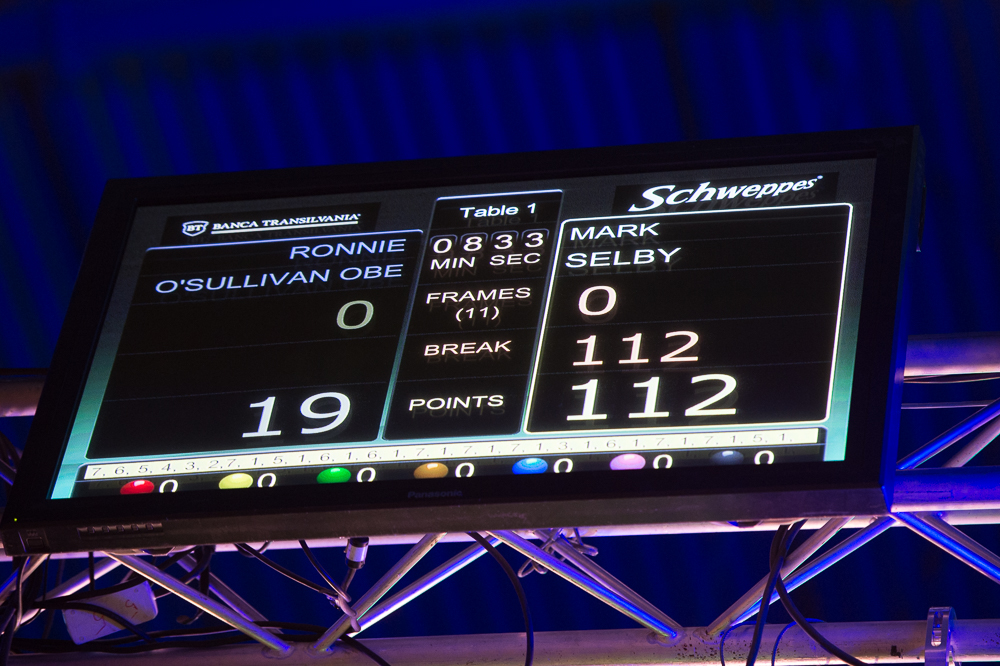 BT BANCA TRANSILVANIA
Schweppes
Table 1
RONNIE
O'SULLIVAN OBE
0833
MIN SEC
MARK
SELBY
0
FRAMES
(11)
0
BREAK
112
19
POINTS
112
7, 6, 5, 4, 3, 2, 7, 1, 5, 1, 6, 1, 6, 1, 7, 1, 7, 1, 7, 1, 3, 1, 6, 1, 7, 1, 7, 1, 5, 1,
0 0 0 0 0 0 0
Panasonic